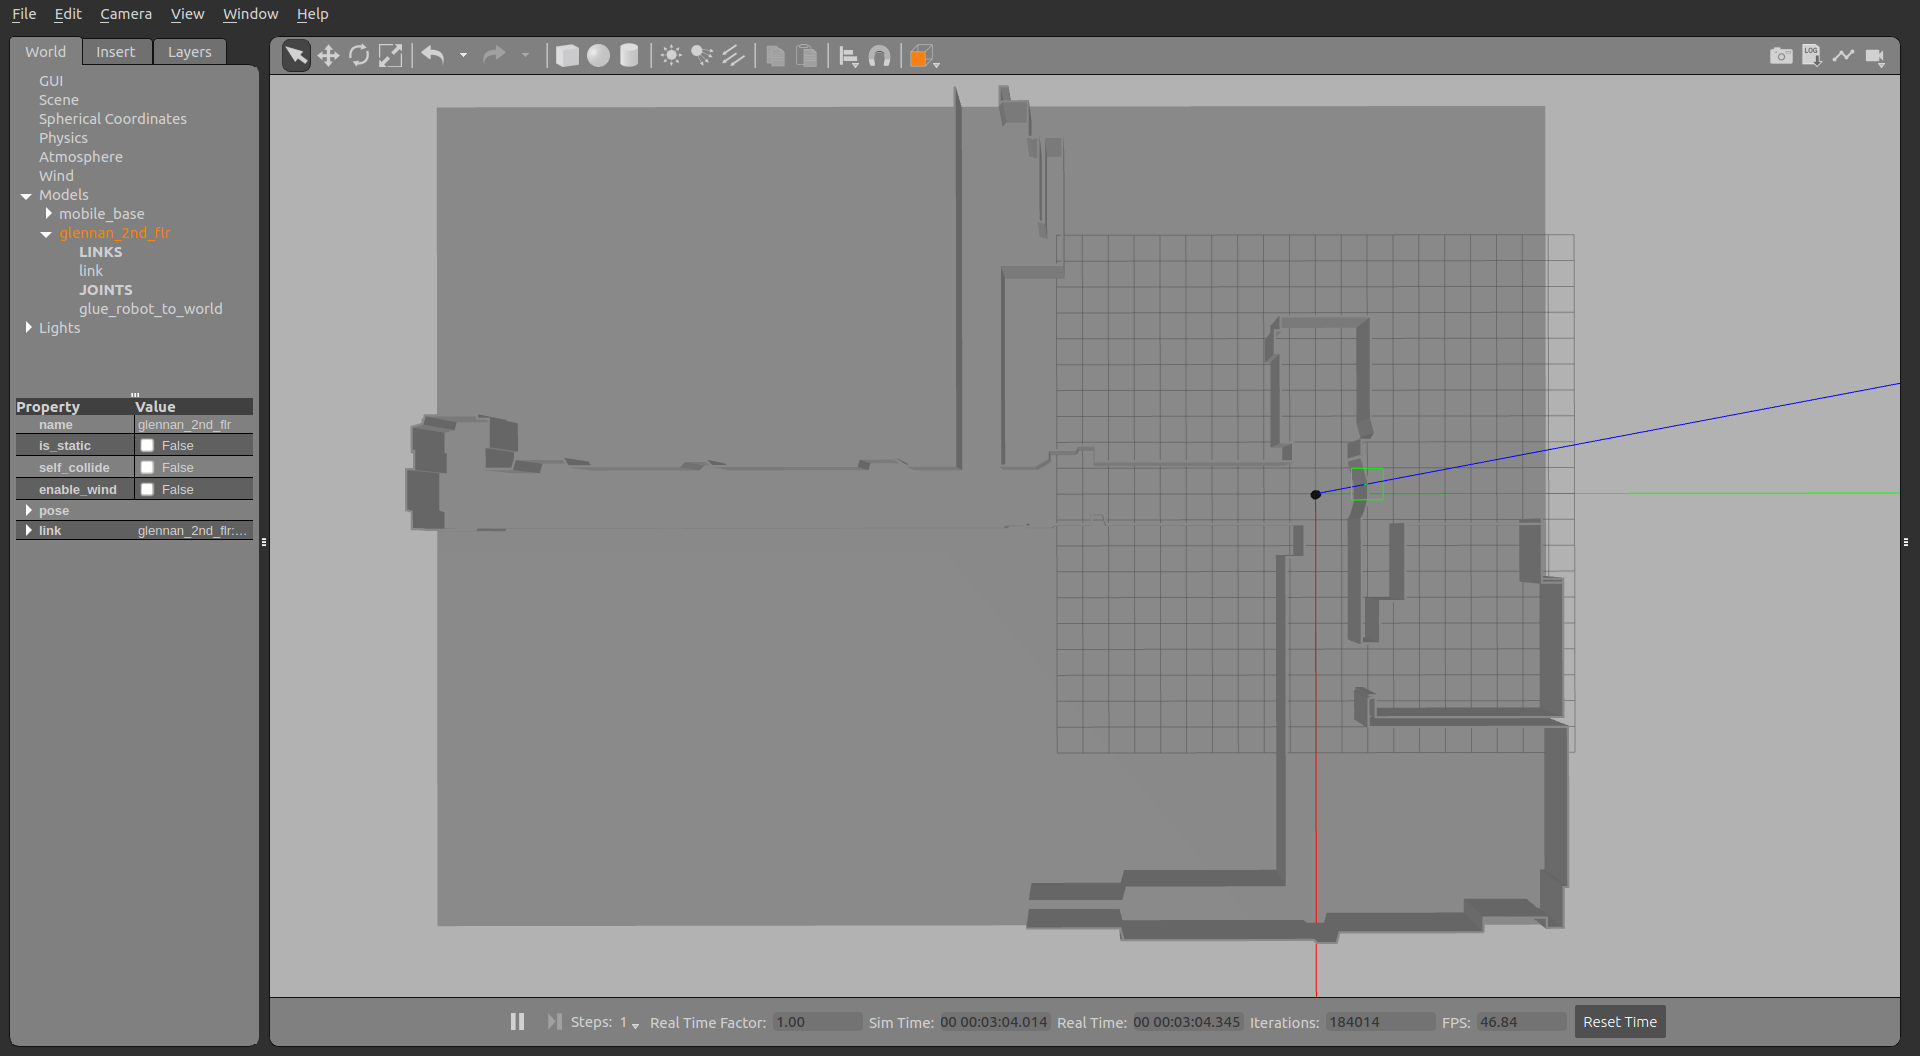 File Edit Camera View Window Help
World Insert Layers
GUI
Scene
Spherical Coordinates
Physics
Atmosphere
Wind
Models
mobile_base
glennan_2nd_flr
LINKS
link
JOINTS
glue_robot_to_world
Lights
Property Value
name glennan_2nd_flr
is_static False
self_collide False
enable_wind False
pose
link glennan_2nd_flr:...
LOG
Steps: 1 Real Time Factor: 1.00 Sim Time: 00 00:03:04.014 Real Time: 00 00:03:04.345 Iterations: 184014 FPS: 46.84 Reset Time